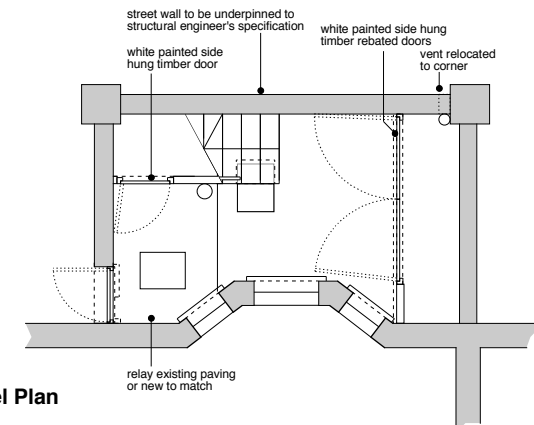 street wall to be underpinned to
structural engineer's specification
white painted side
hung timber door
white painted side hung
timber rebated doors
vent relocated
to corner
relay existing paving
or new to match
Plan